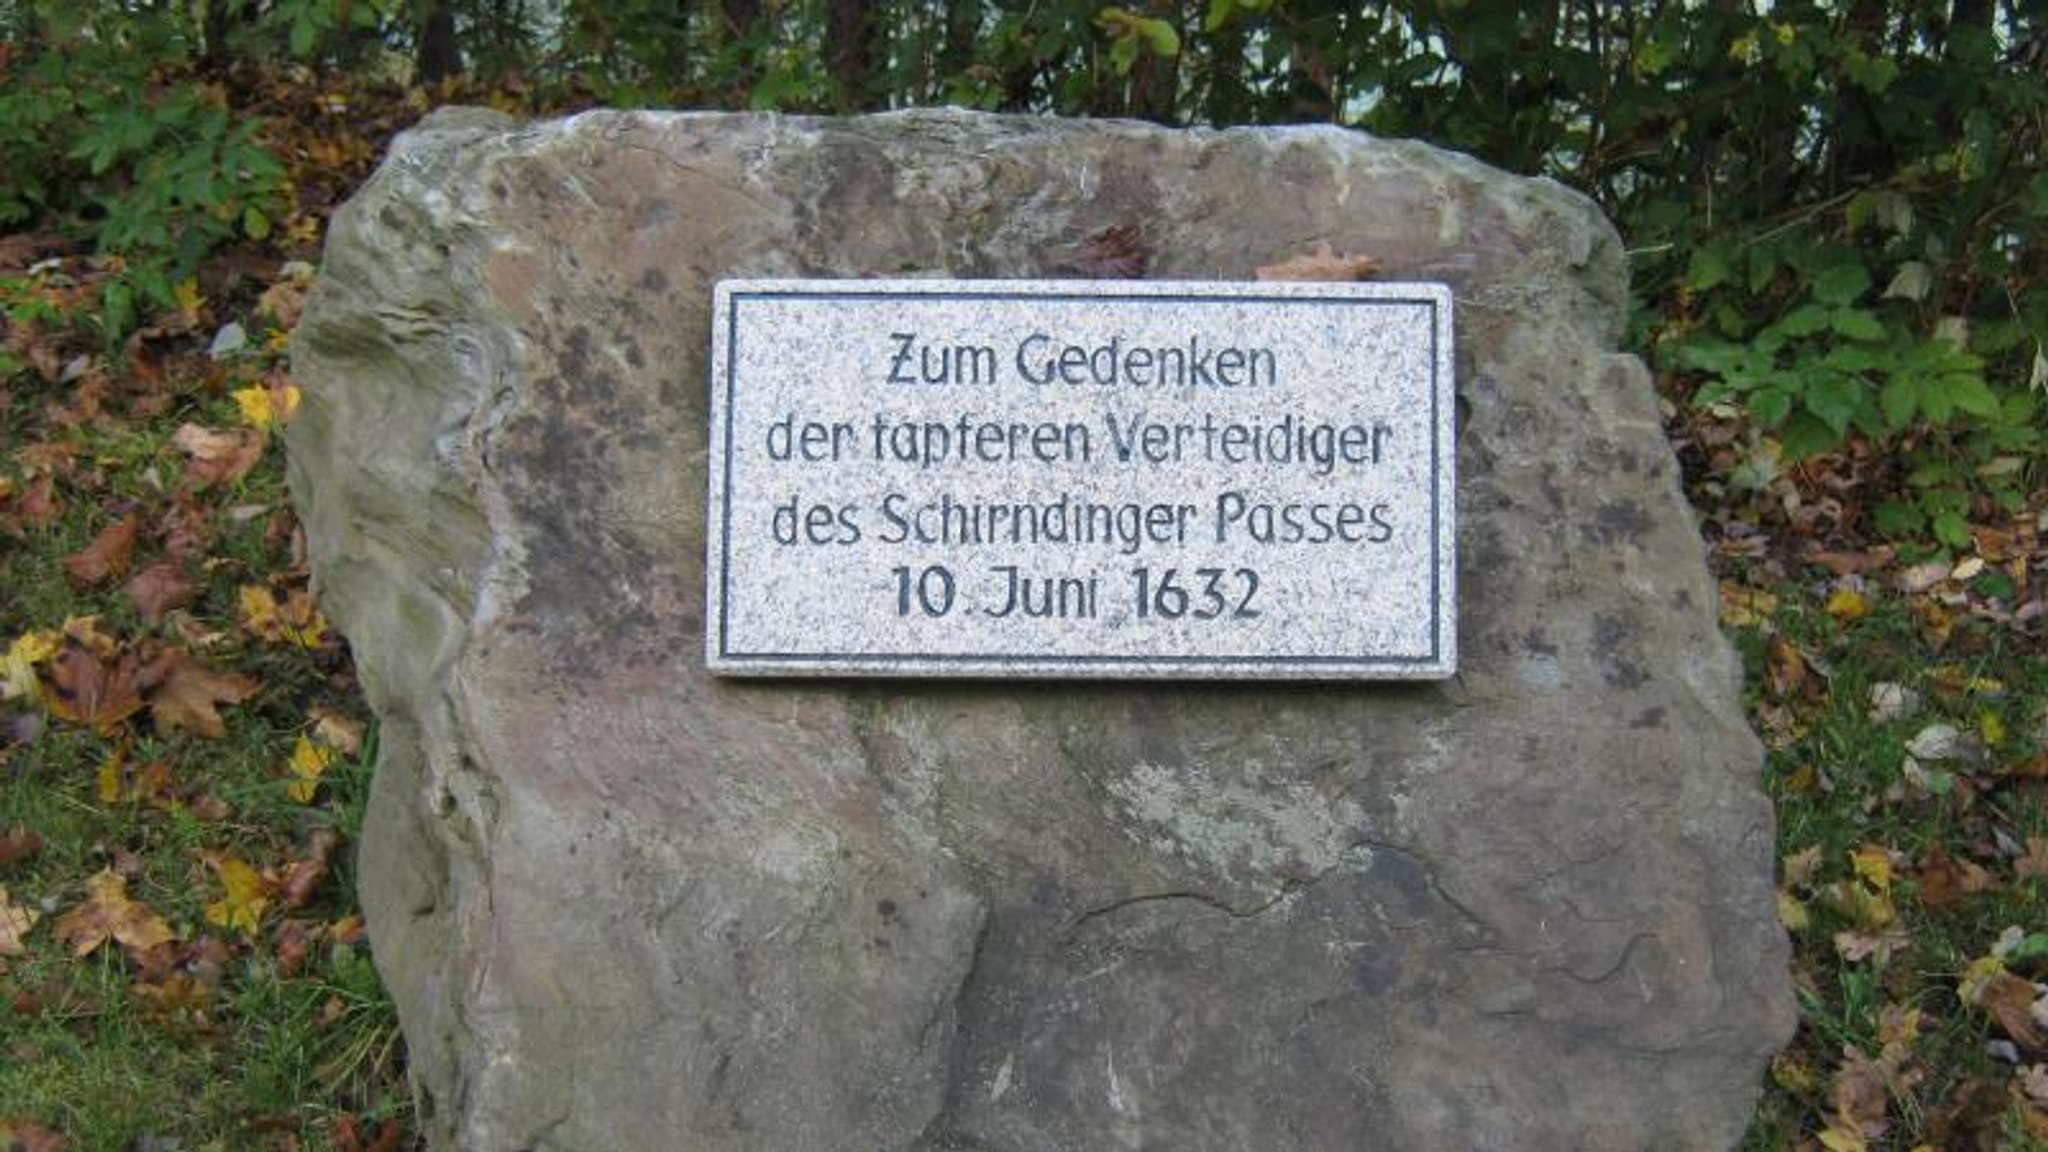 Zum Gedenken
der tapferen Verteidiger
des Schirndinger Passes
10. Juni 1632